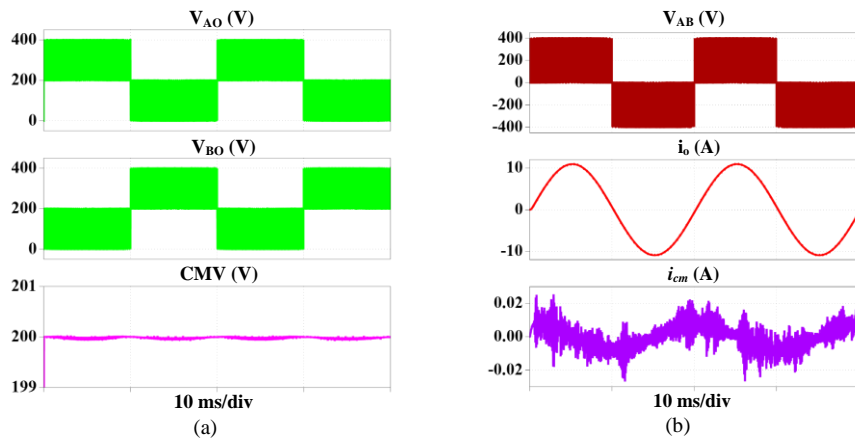 V_AO (V)
400
200
0
V_BO (V)
400
200
0
CMV (V)
201
200
199
10 ms/div
(a)
V_AB (V)
400
200
0
-200
-400
i_o (A)
10
0
-10
i_cm (A)
0.02
0.00
-0.02
10 ms/div
(b)